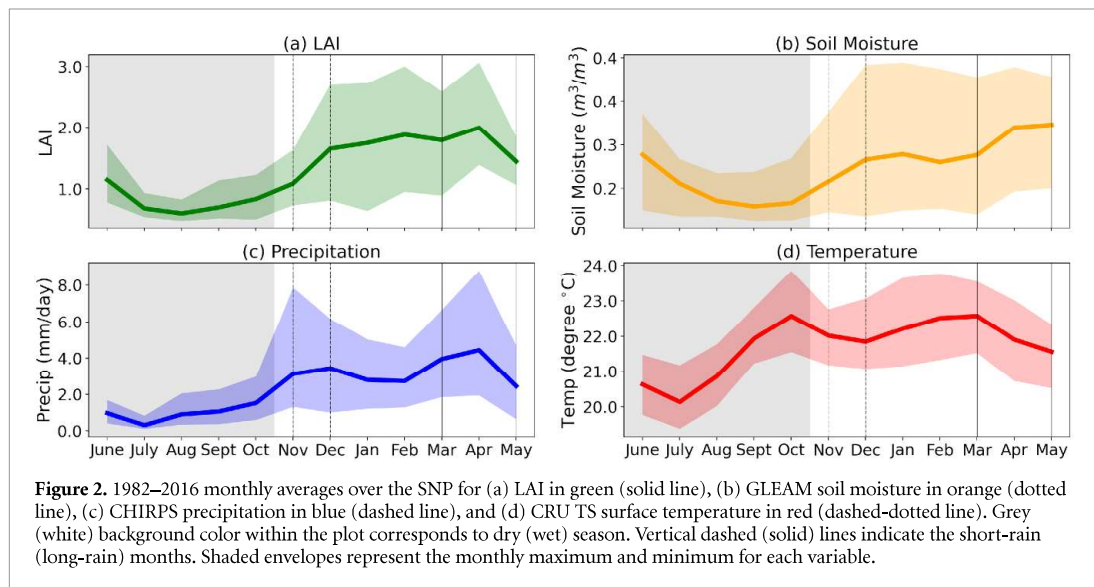 (a) LAI
3.0
2.0
1.0
LAI
(b) Soil Moisture
0.4
0.4
0.3
0.2
Soil Moisture (m³/m³)
(c) Precipitation
8.0
6.0
4.0
2.0
0.0
Precip (mm/day)
June July Aug Sept Oct Nov Dec Jan Feb Mar Apr May
(d) Temperature
24.0
23.0
22.0
21.0
20.0
Temp (degree °C)
June July Aug Sept Oct Nov Dec Jan Feb Mar Apr May
Figure 2. 1982–2016 monthly averages over the SNP for (a) LAI in green (solid line), (b) GLEAM soil moisture in orange (dotted
line), (c) CHIRPS precipitation in blue (dashed line), and (d) CRU TS surface temperature in red (dashed-dotted line). Grey
(white) background color within the plot corresponds to dry (wet) season. Vertical dashed (solid) lines indicate the short-rain
(long-rain) months. Shaded envelopes represent the monthly maximum and minimum for each variable.